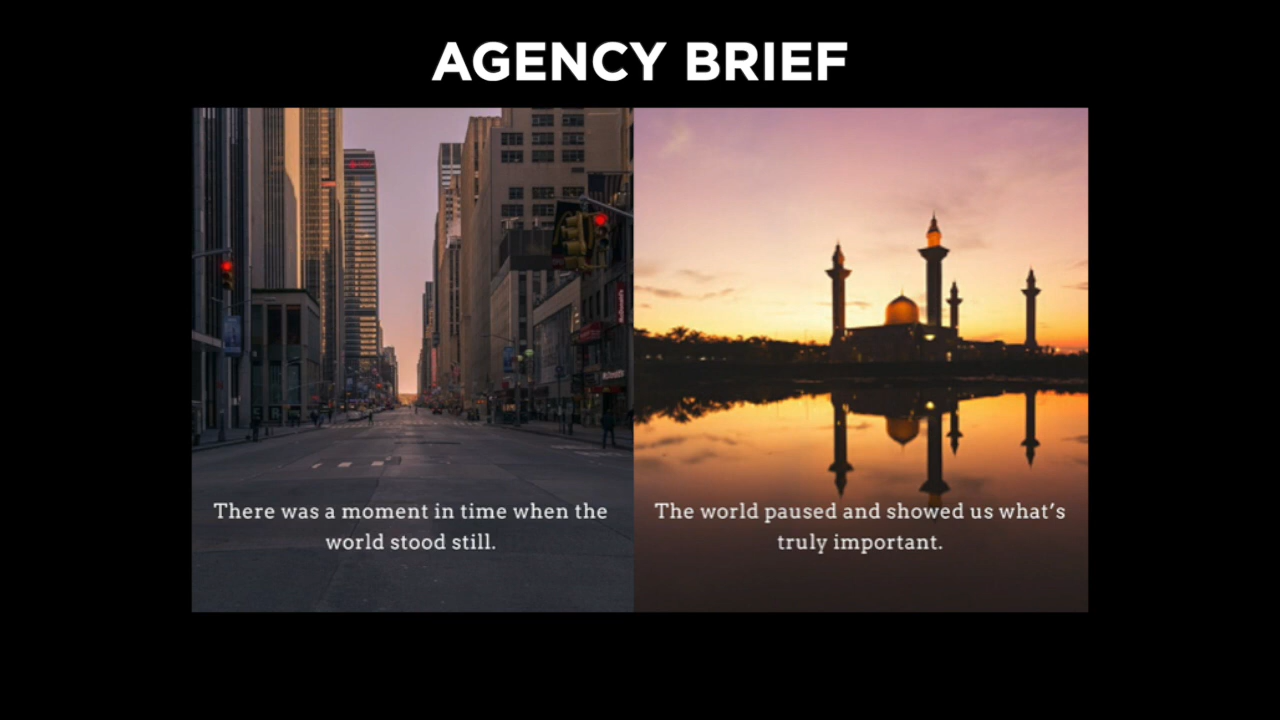 AGENCY BRIEF
There was a moment in time when the
world stood still.
The world paused and showed us what's
truly important.
McDonald's